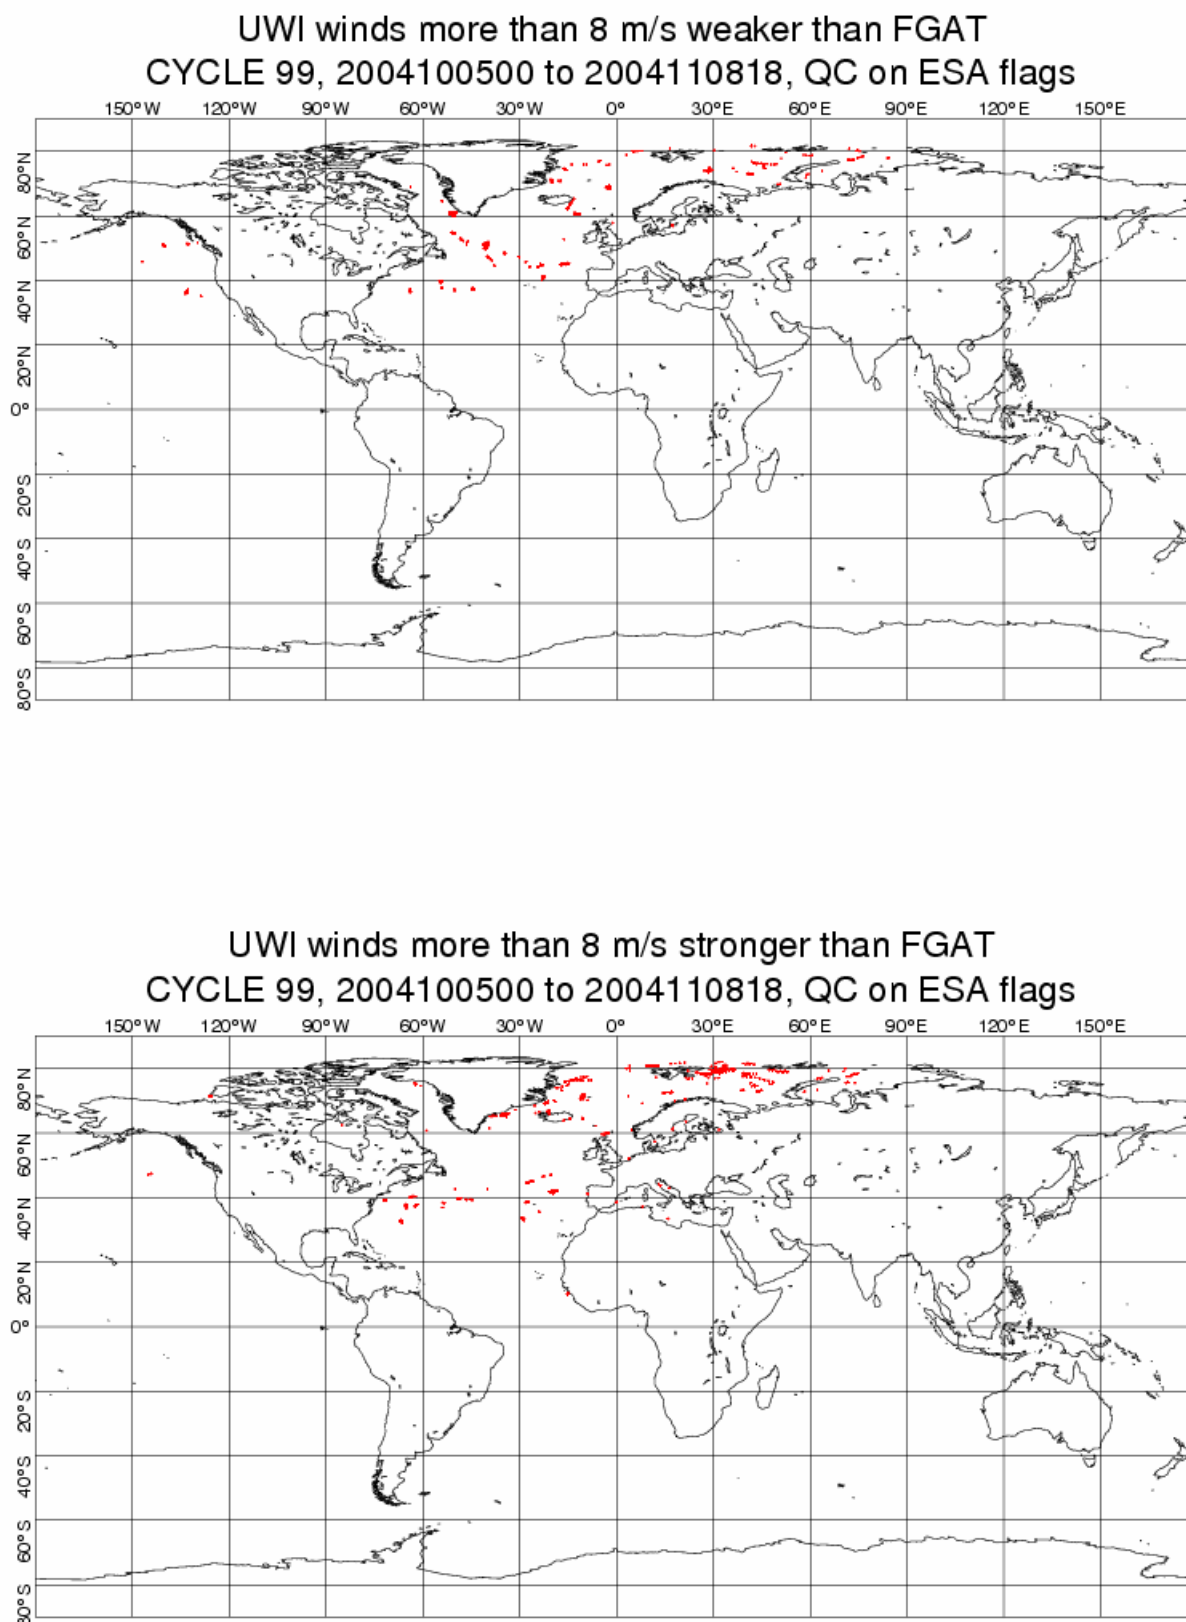 UWI winds more than 8 m/s weaker than FGAT
CYCLE 99, 2004100500 to 2004110818, QC on ESA flags
150°W 120°W 90°W 60°W 30°W 0° 30°E 60°E 90°E 120°E 150°E
80°N
60°N
40°N
20°N
0°
20°S
40°S
60°S
80°S
UWI winds more than 8 m/s stronger than FGAT
CYCLE 99, 2004100500 to 2004110818, QC on ESA flags
150°W 120°W 90°W 60°W 30°W 0° 30°E 60°E 90°E 120°E 150°E
80°N
60°N
40°N
20°N
0°
20°S
40°S
60°S
80°S